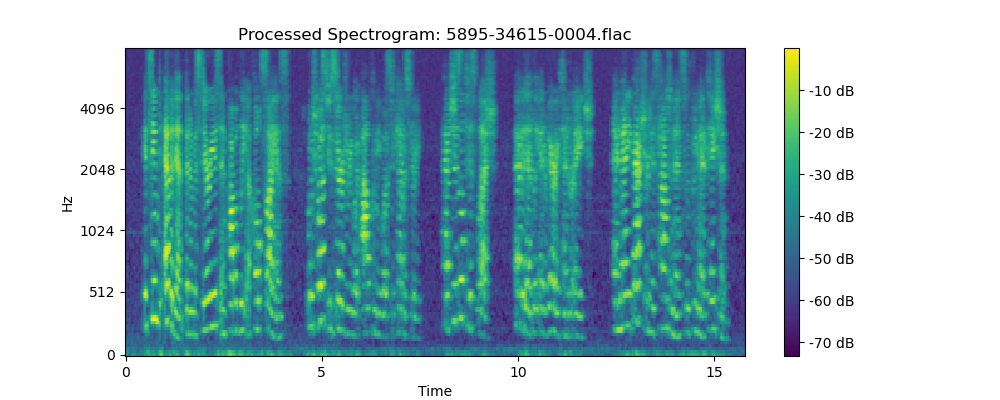 Processed Spectrogram: 5895-34615-0004.flac
Hz
4096
2048
1024
512
0
0 5 10 15
Time
-10 dB
-20 dB
-30 dB
-40 dB
-50 dB
-60 dB
-70 dB